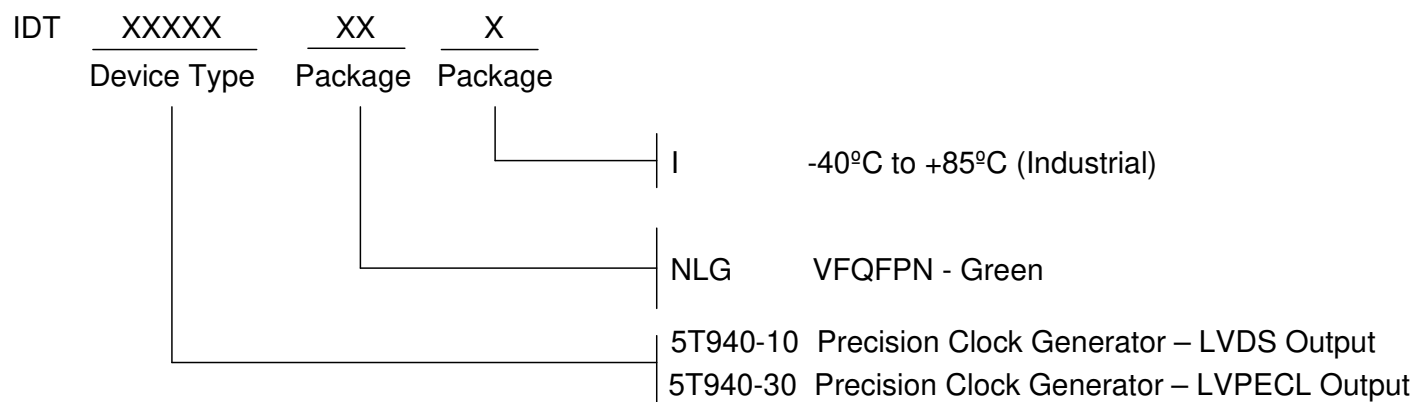 IDT XXXXX XX X
Device Type Package Package
I -40ºC to +85ºC (Industrial)
NLG VFQFPN - Green
5T940-10 Precision Clock Generator – LVDS Output
5T940-30 Precision Clock Generator – LVPECL Output